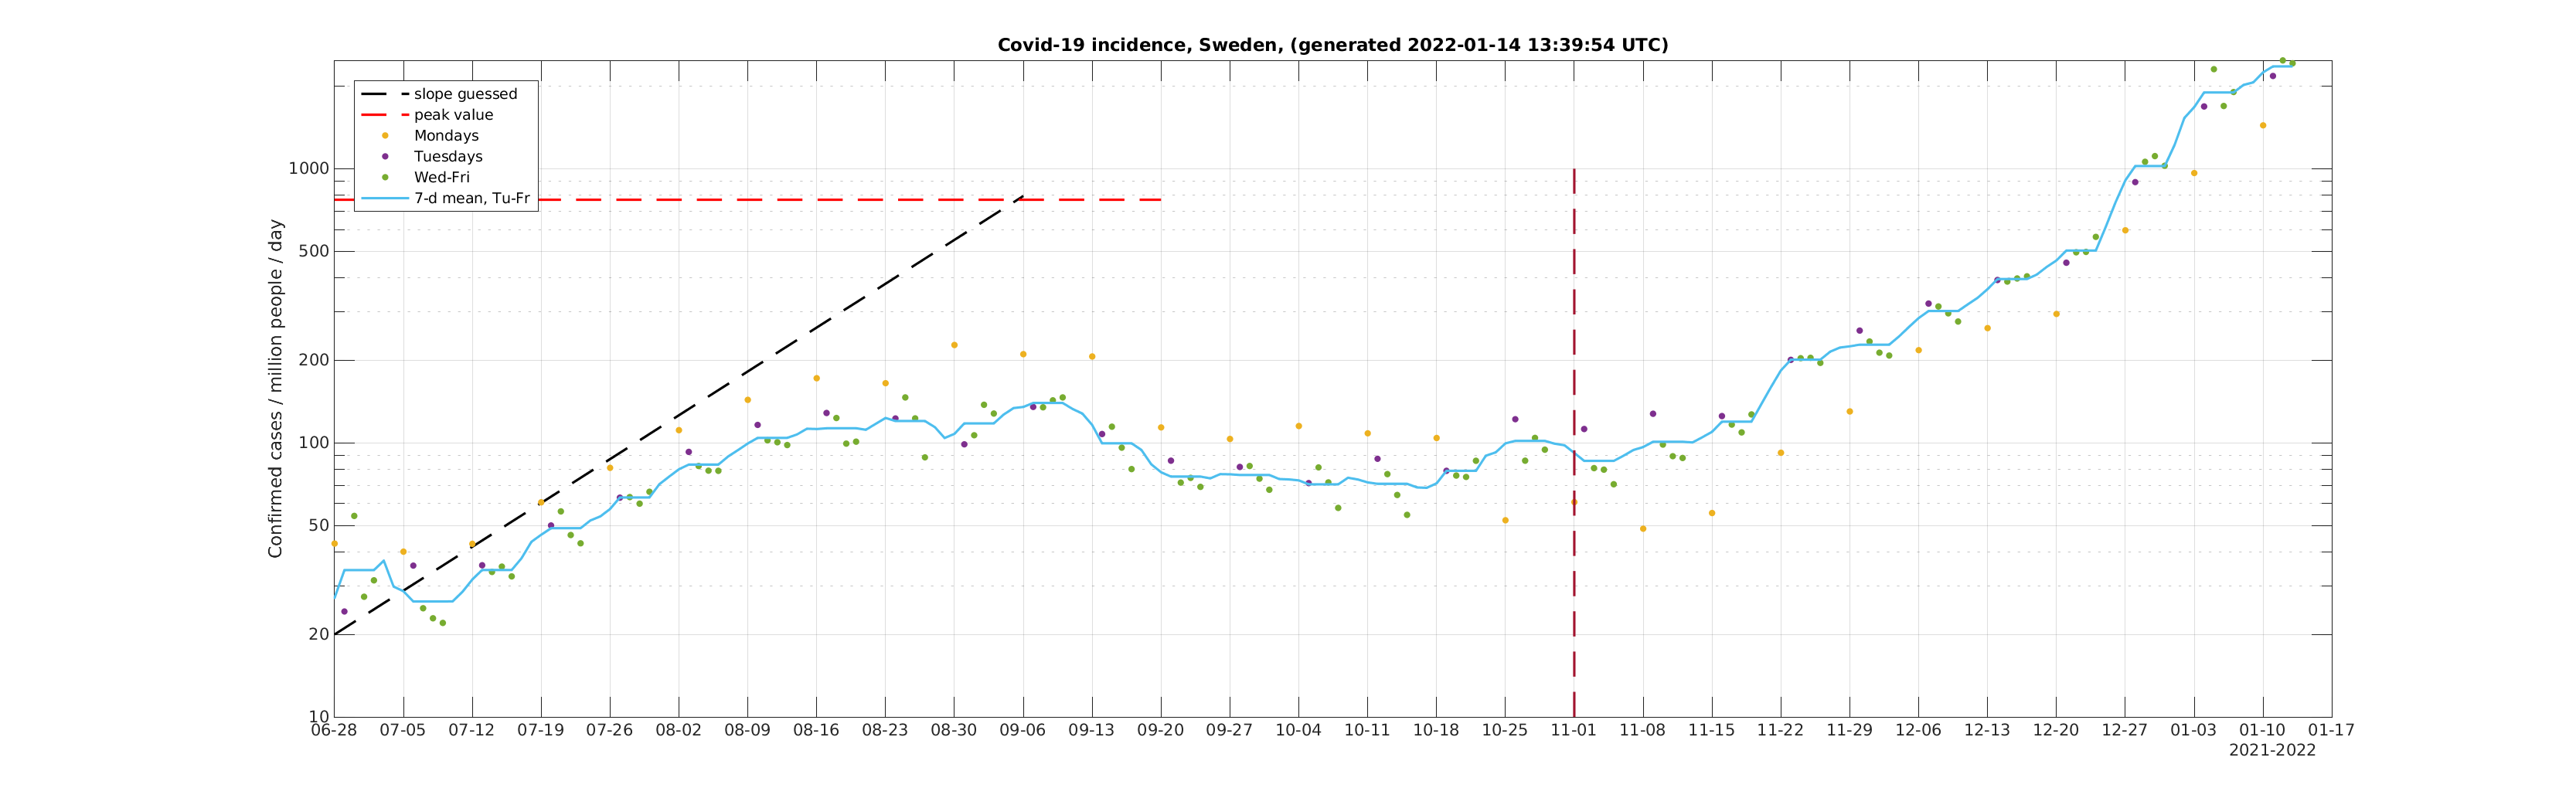 Covid-19 incidence, Sweden, (generated 2022-01-14 13:39:54 UTC)
slope guessed
peak value
Mondays
Tuesdays
Wed-Fri
7-d mean, Tu-Fr
Confirmed cases / million people / day
1000
500
200
100
50
20
10
06-28 07-05 07-12 07-19 07-26 08-02 08-09 08-16 08-23 08-30 09-06 09-13 09-20 09-27 10-04 10-11 10-18 10-25 11-01 11-08 11-15 11-22 11-29 12-06 12-13 12-20 12-27 01-03 01-10 01-17
2021-2022